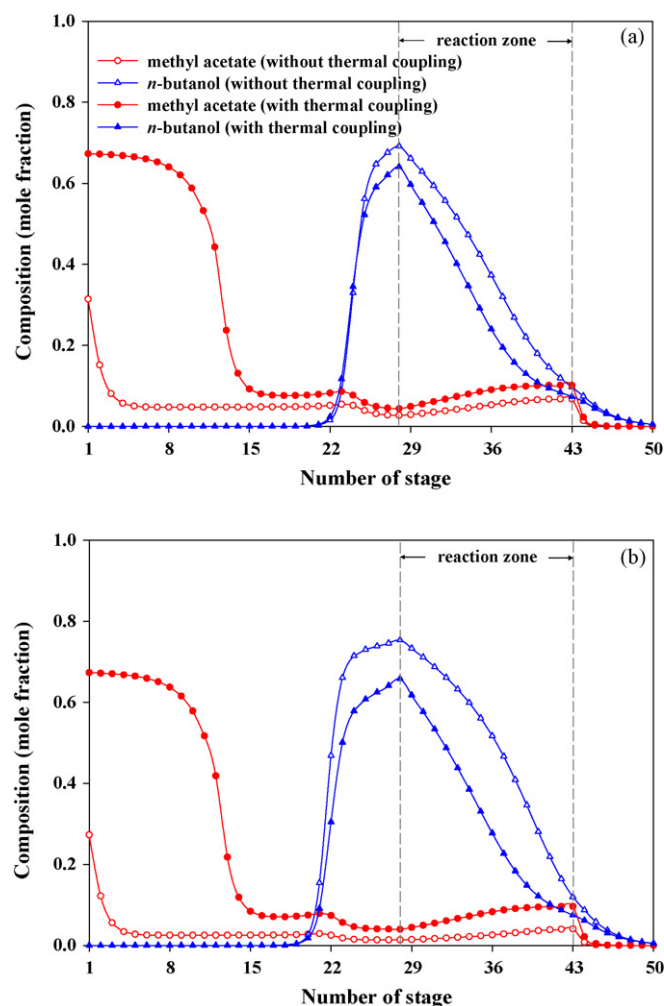 1.0
reaction zone
(a)
methyl acetate (without thermal coupling)
n-butanol (without thermal coupling)
methyl acetate (with thermal coupling)
n-butanol (with thermal coupling)
0.8
0.6
0.4
0.2
0.0
Composition (mole fraction)
1 8 15 22 29 36 43 50
Number of stage
1.0
reaction zone
(b)
0.8
0.6
0.4
0.2
0.0
Composition (mole fraction)
1 8 15 22 29 36 43 50
Number of stage